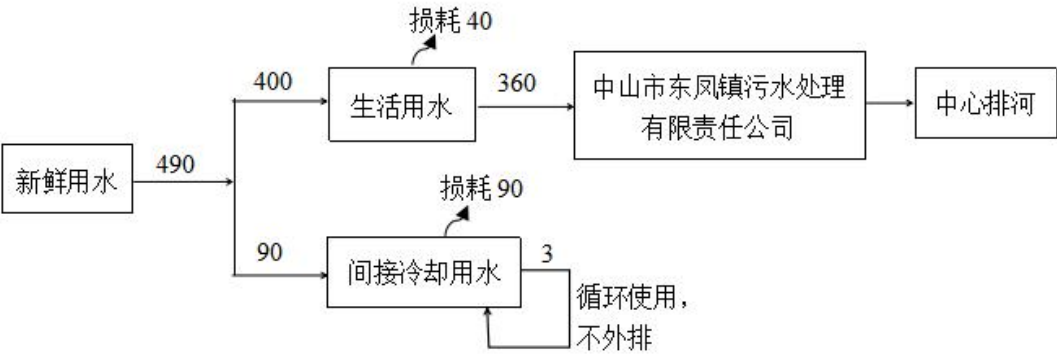 损耗 40
400
生活用水
360
中山市东凤镇污水处理
有限责任公司
中心排河
新鲜用水
490
损耗 90
90
间接冷却用水
3
循环使用，
不外排